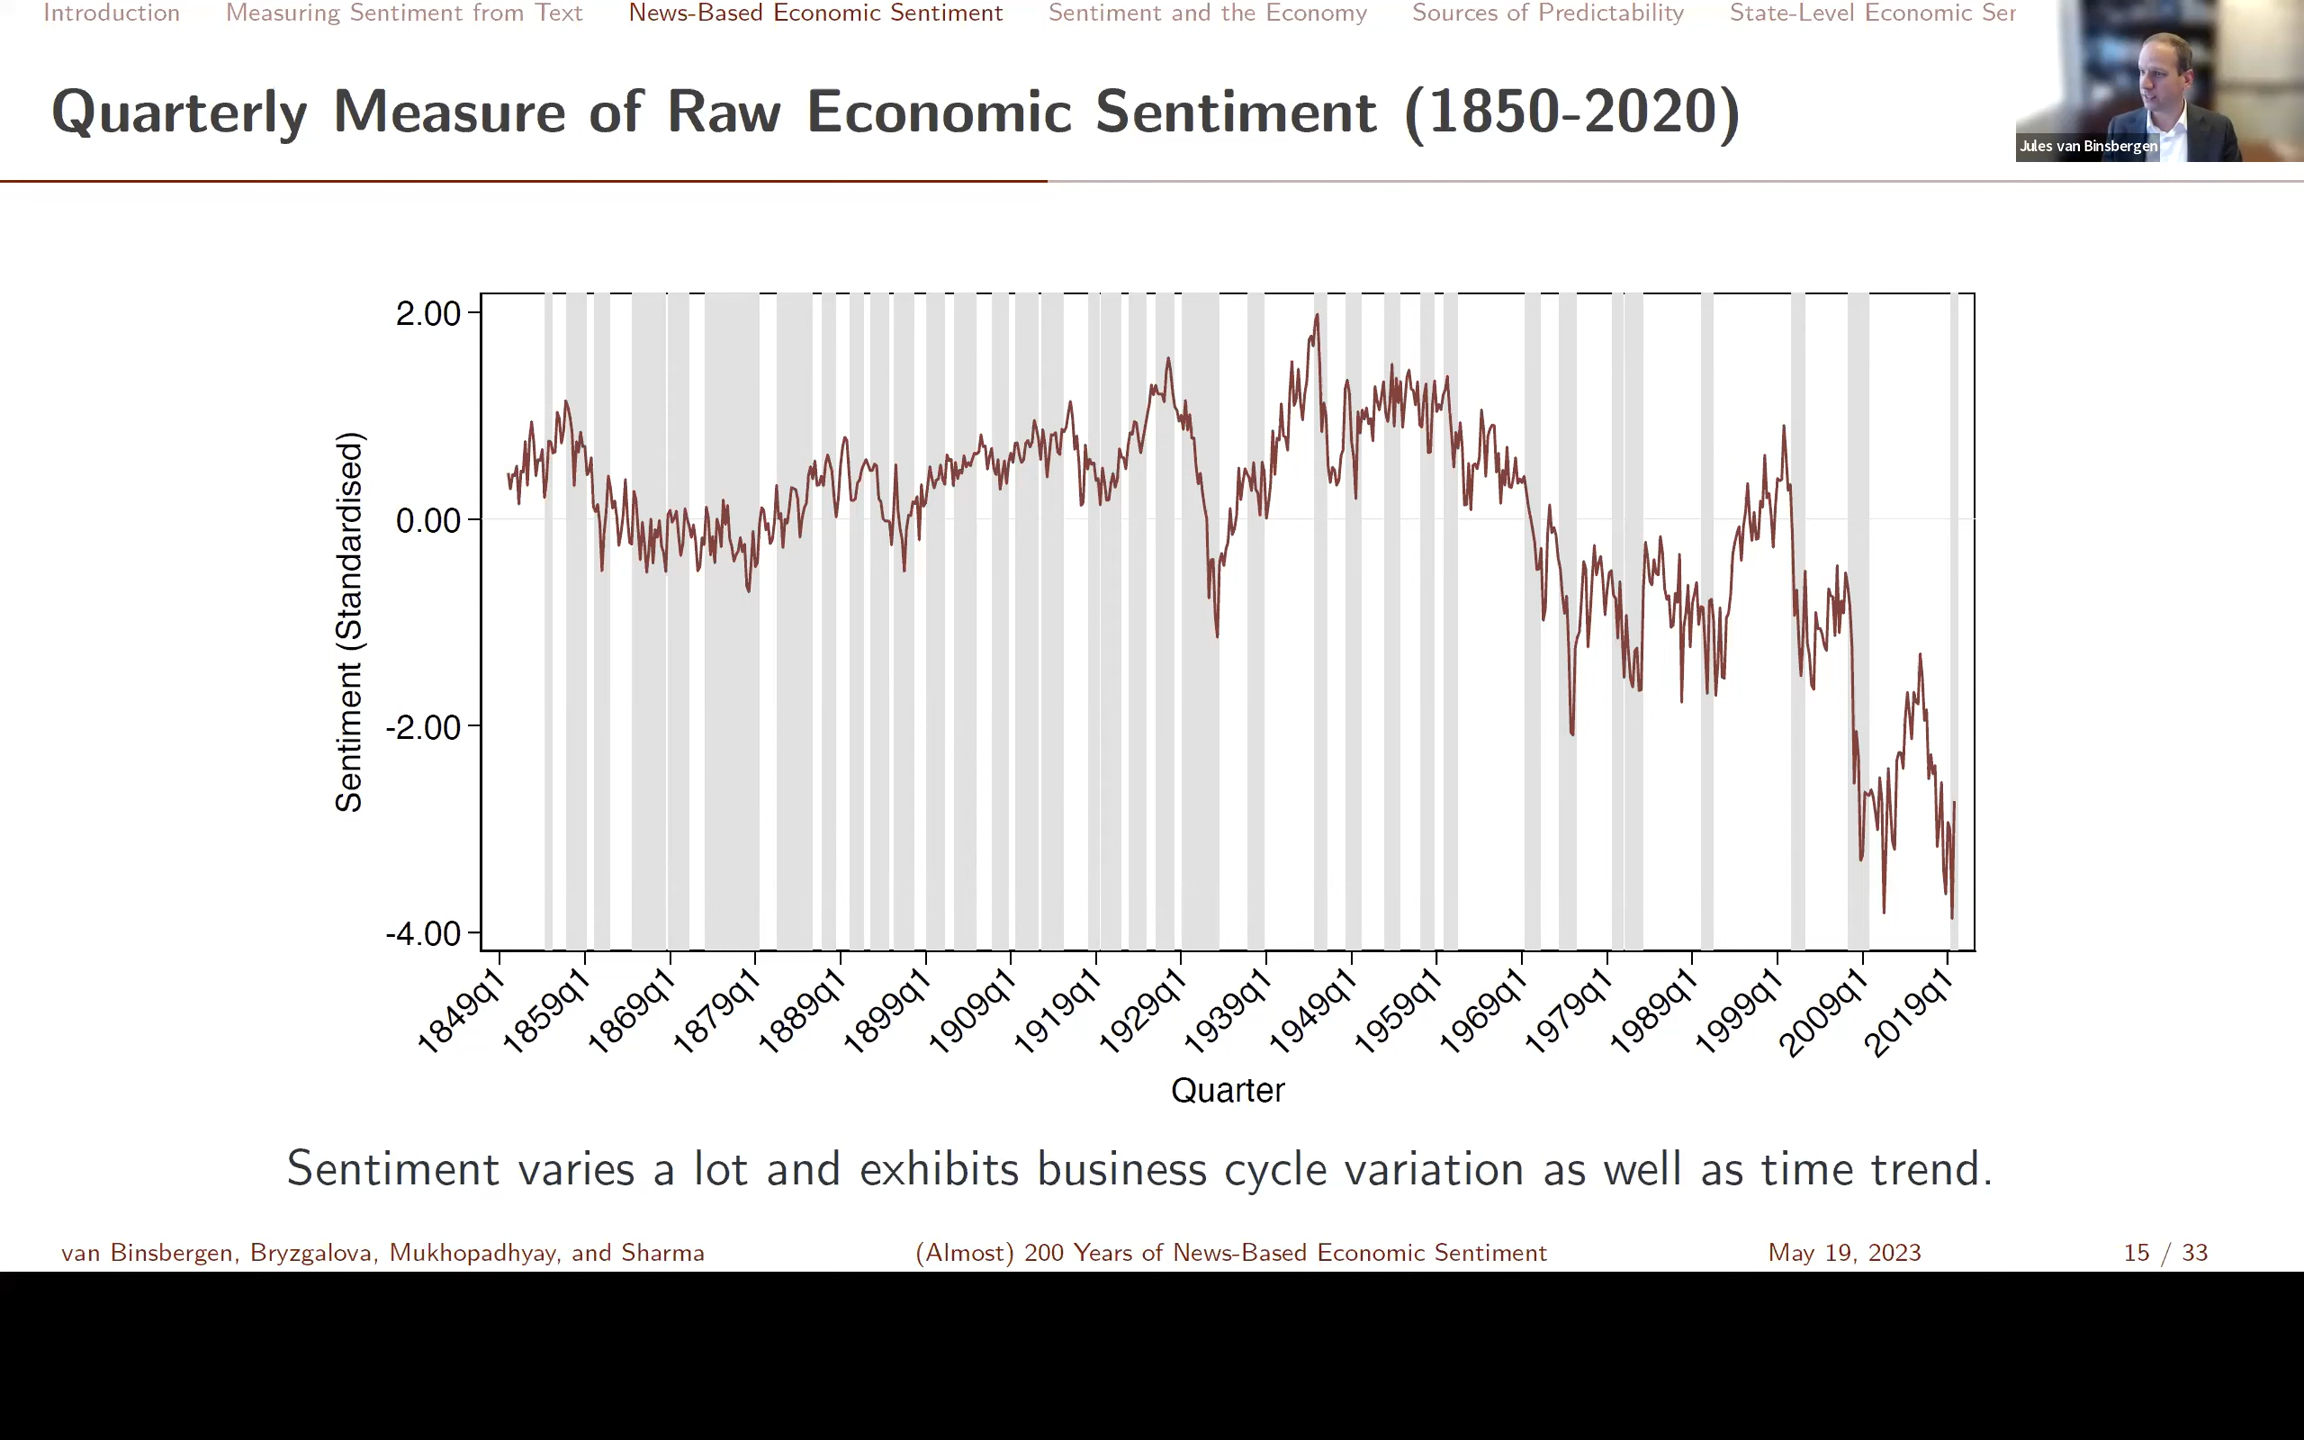 Introduction Measuring Sentiment from Text News-Based Economic Sentiment Sentiment and the Economy Sources of Predictability State-Level Economic Ser
Quarterly Measure of Raw Economic Sentiment (1850-2020)
Jules van Binsbergen
Sentiment (Standardised)
2.00
0.00
-2.00
-4.00
1849q1 1859q1 1869q1 1879q1 1889q1 1899q1 1909q1 1919q1 1929q1 1939q1 1949q1 1959q1 1969q1 1979q1 1989q1 1999q1 2009q1 2019q1
Quarter
Sentiment varies a lot and exhibits business cycle variation as well as time trend.
van Binsbergen, Bryzgalova, Mukhopadhyay, and Sharma (Almost) 200 Years of News-Based Economic Sentiment May 19, 2023 15 / 33